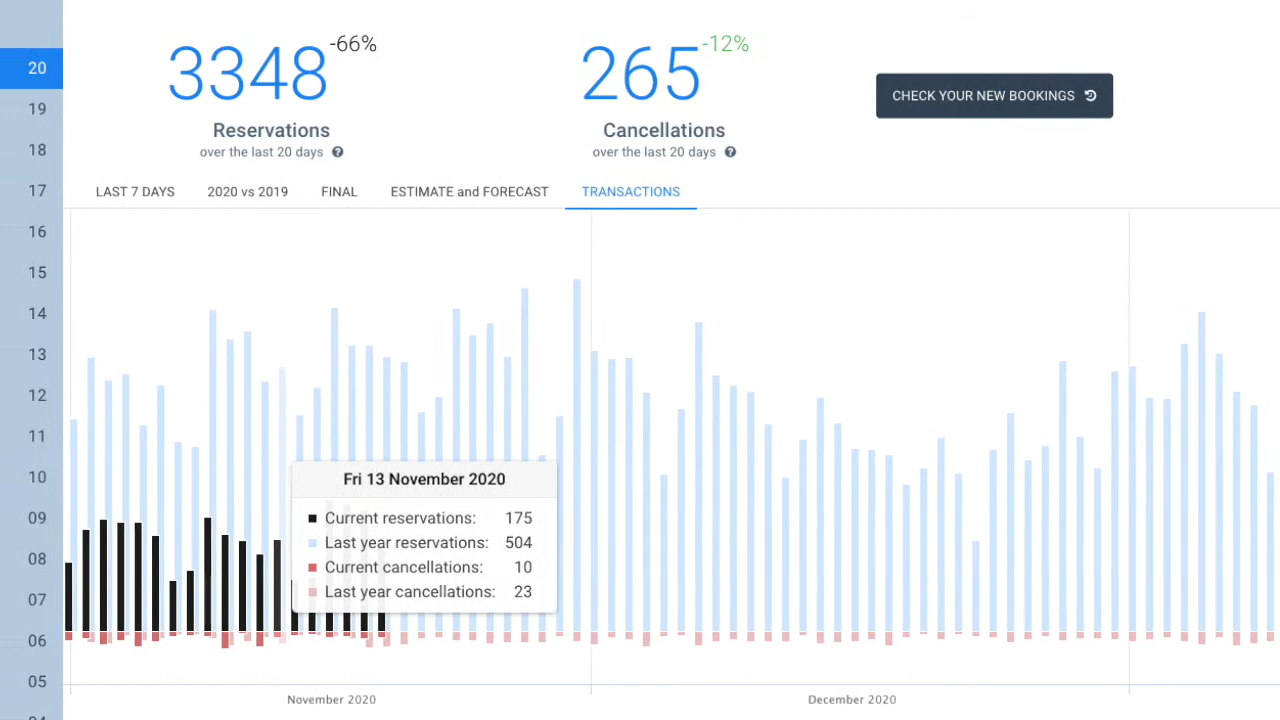 3348 -66%
Reservations
over the last 20 days ?
265 -12%
Cancellations
over the last 20 days ?
CHECK YOUR NEW BOOKINGS
LAST 7 DAYS 2020 vs 2019 FINAL ESTIMATE and FORECAST TRANSACTIONS
20
19
18
17
16
15
14
13
12
11
10
09
08
07
06
05
Fri 13 November 2020
Current reservations: 175
Last year reservations: 504
Current cancellations: 10
Last year cancellations: 23
November 2020 December 2020